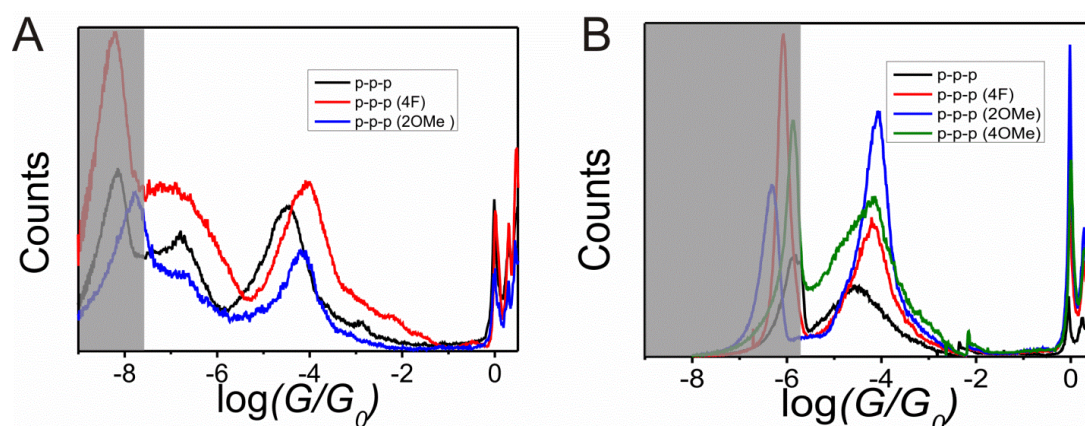 A
Counts
p-p-p
p-p-p (4F)
p-p-p (2OMe )
-8 -6 -4 -2 0
log(G/G₀)
B
Counts
p-p-p
p-p-p (4F)
p-p-p (2OMe)
p-p-p (4OMe)
-8 -6 -4 -2 0
log(G/G₀)